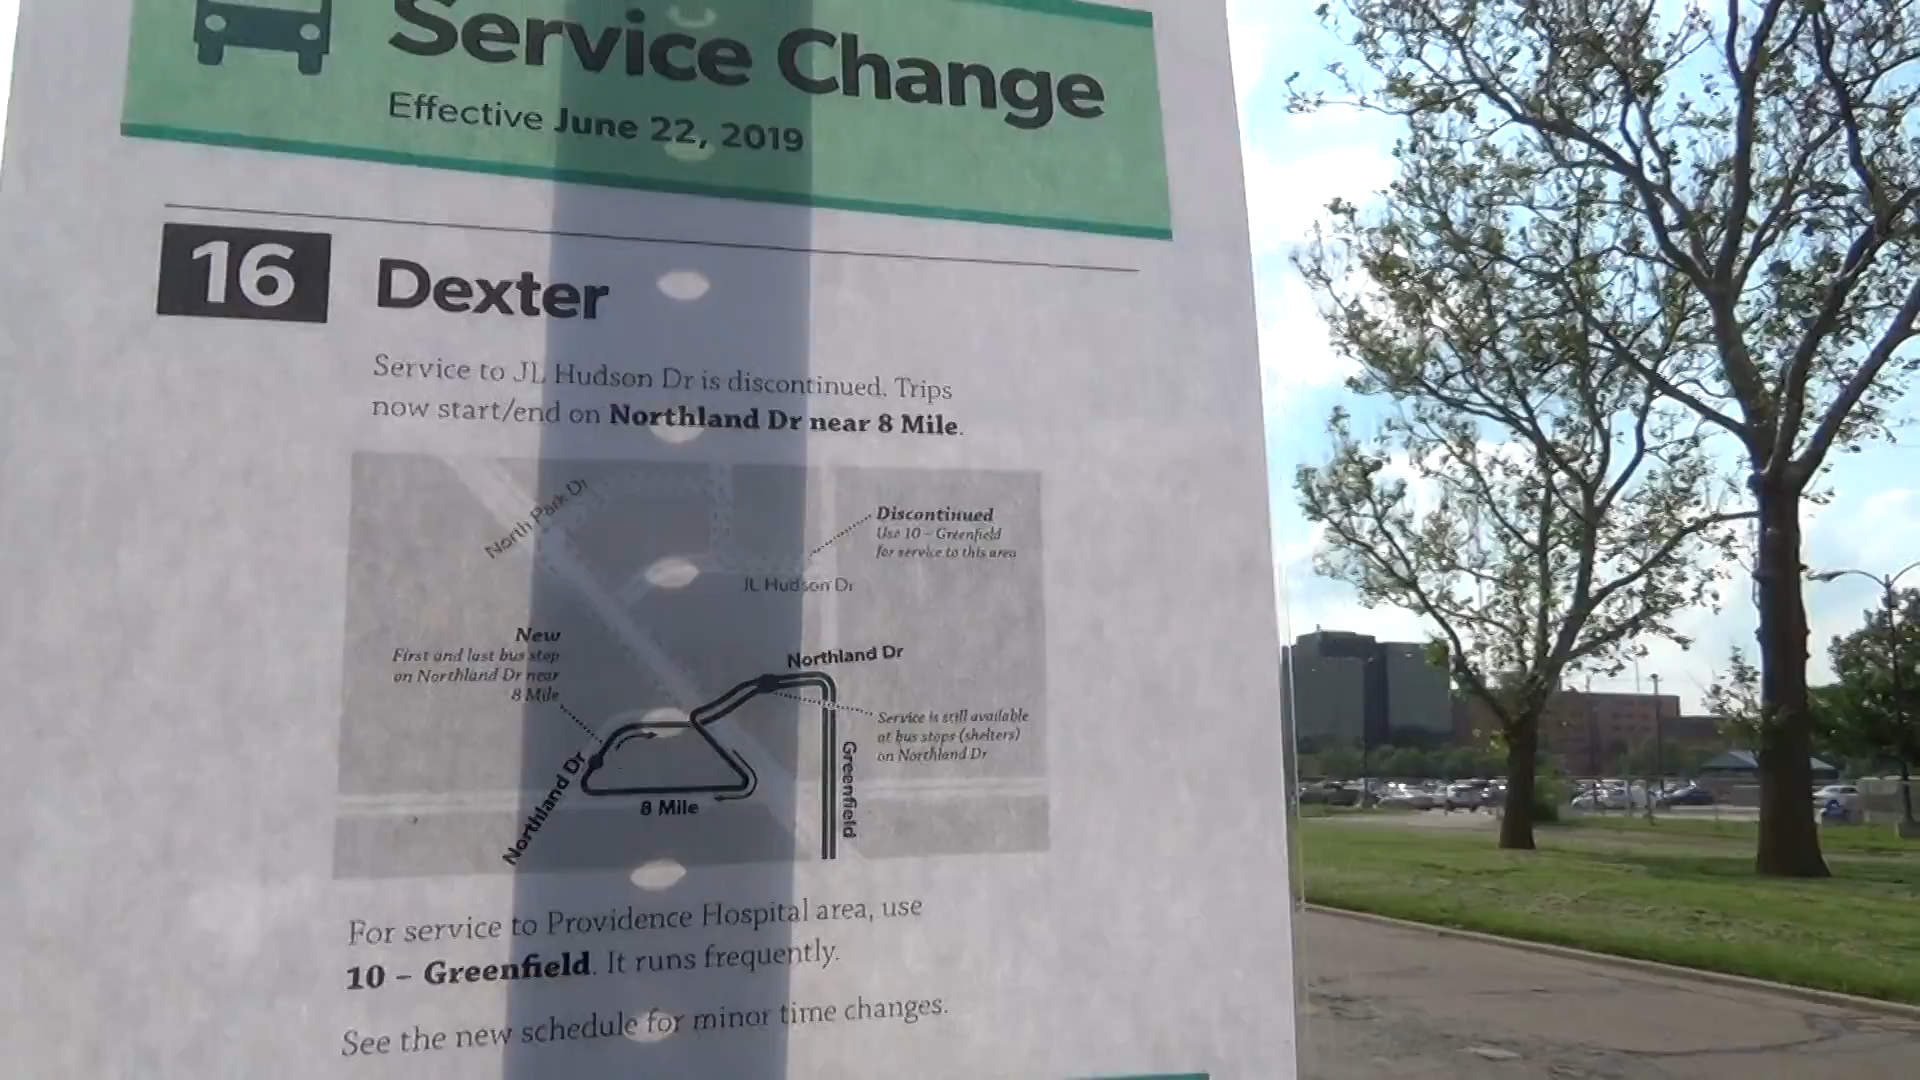 Service Change
Effective June 22, 2019
16 Dexter
Service to JL Hudson Dr is discontinued. Trips
now start/end on Northland Dr near 8 Mile.
North Park Dr
Discontinued
Use 10 – Greenfield
for service to this area
JL Hudson Dr
New
First and last bus stop
on Northland Dr near
8 Mile
Northland Dr
Service is still available
at bus stops (shelters)
on Northland Dr
Greenfield
Northland Dr
8 Mile
For service to Providence Hospital area, use
10 – Greenfield. It runs frequently.
See the new schedule for minor time changes.